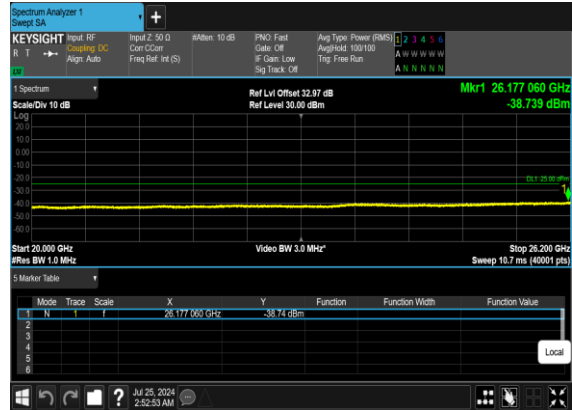 Spectrum Analyzer 1
Swept SA
+
KEYSIGHT
R T
LW
Input: RF
Coupling: DC
Align: Auto
Input Z: 50 Ω
Corr CCorr
Freq Ref: Int (S)
#Atten: 10 dB
PNO: Fast
Gate: Off
IF Gain: Low
Sig Track: Off
Avg Type: Power (RMS)
Avg|Hold: 100/100
Trig: Free Run
1 2 3 4 5 6
A W W W W W
A N N N N N
1 Spectrum
Scale/Div 10 dB
Ref Lvl Offset 32.97 dB
Ref Level 30.00 dBm
Mkr1 26.177 060 GHz
-38.739 dBm
Log
20.0
10.0
0.00
-10.0
-20.0
-30.0
-40.0
-50.0
-60.0
DL1 -25.00 dBm
1
Start 20.000 GHz
#Res BW 1.0 MHz
Video BW 3.0 MHz*
Stop 26.200 GHz
Sweep 10.7 ms (40001 pts)
5 Marker Table
Mode Trace Scale X Y Function Function Width Function Value
1 N 1 f 26.177 060 GHz -38.74 dBm
2
3
4
5
6
Local
?
Jul 25, 2024
2:52:53 AM